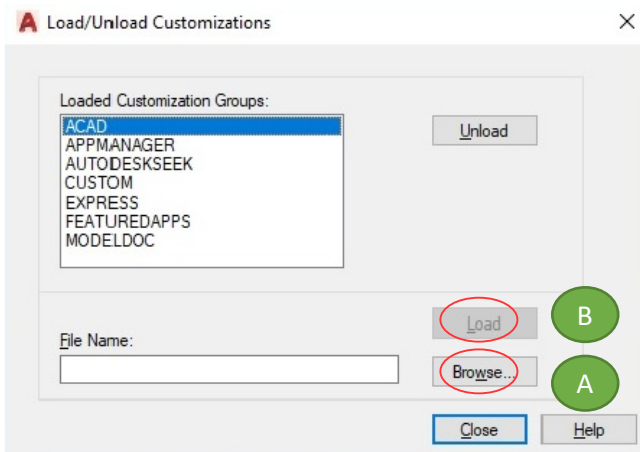 A Load/Unload Customizations
Loaded Customization Groups:
ACAD
APPMANAGER
AUTODESKSEEK
CUSTOM
EXPRESS
FEATUREDAPPS
MODELDOC
Unload
Load
B
File Name:
Browse...
A
Close
Help